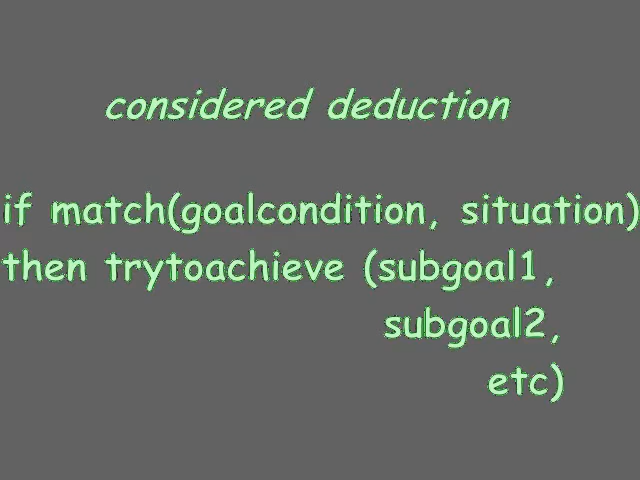 considered deduction
if match(goalcondition, situation)
then trytoachieve (subgoal1,
subgoal2,
etc)